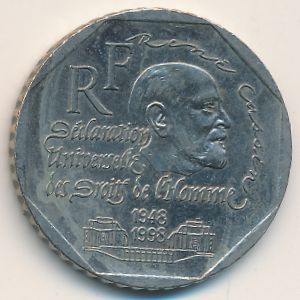 René Cassin
RF
Déclaration
Universelle
des Droits de l'Homme
1948
1998